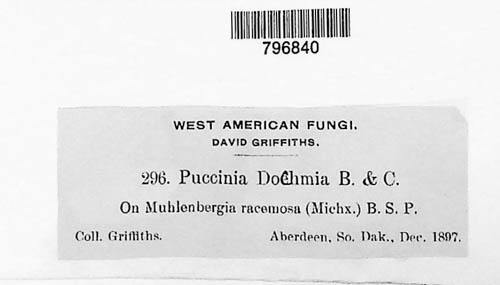 796840
WEST AMERICAN FUNGI.
DAVID GRIFFITHS.
296. Puccinia Dochmia B. & C.
On Muhlenbergia racemosa (Michx.) B. S. P.
Coll. Griffiths. Aberdeen, So. Dak., Dec. 1897.